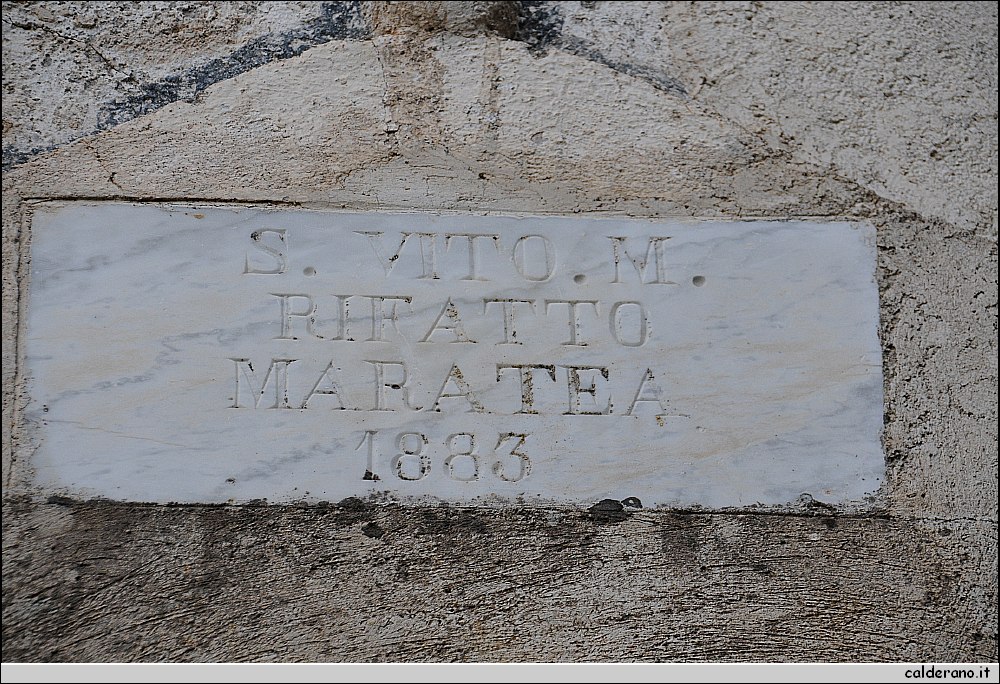 S. VITO. M.
RIFATTO
MARATEA
1883
calderano.it